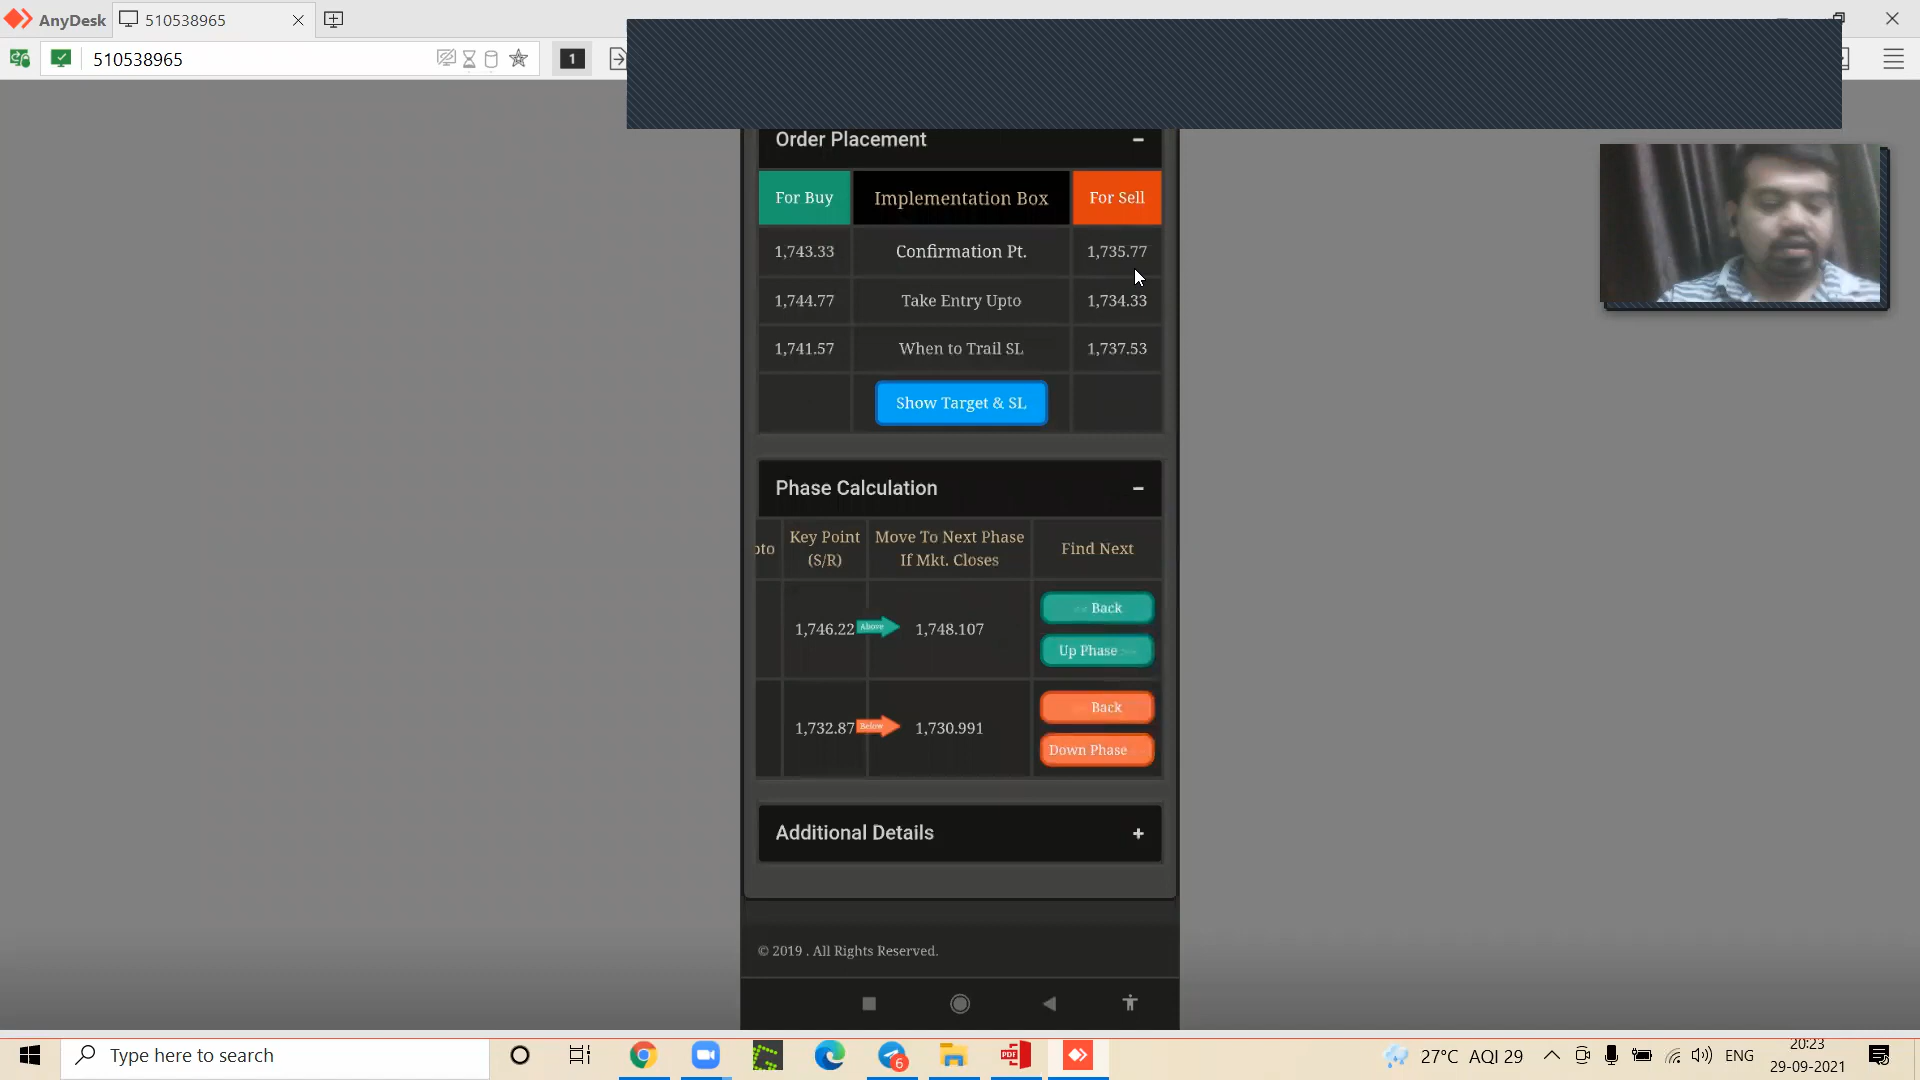 AnyDesk 510538965
510538965 1
Order Placement −
For Buy Implementation Box For Sell
1,743.33 Confirmation Pt. 1,735.77
1,744.77 Take Entry Upto 1,734.33
1,741.57 When to Trail SL 1,737.53
Show Target & SL
Phase Calculation −
pto Key Point (S/R) Move To Next Phase If Mkt. Closes Find Next
1,746.22 Above 1,748.107 Back
Up Phase
1,732.87 Below 1,730.991 Back
Down Phase
Additional Details +
© 2019 . All Rights Reserved.
Type here to search 6 PDF 27°C AQI 29 ENG 20:23
29-09-2021